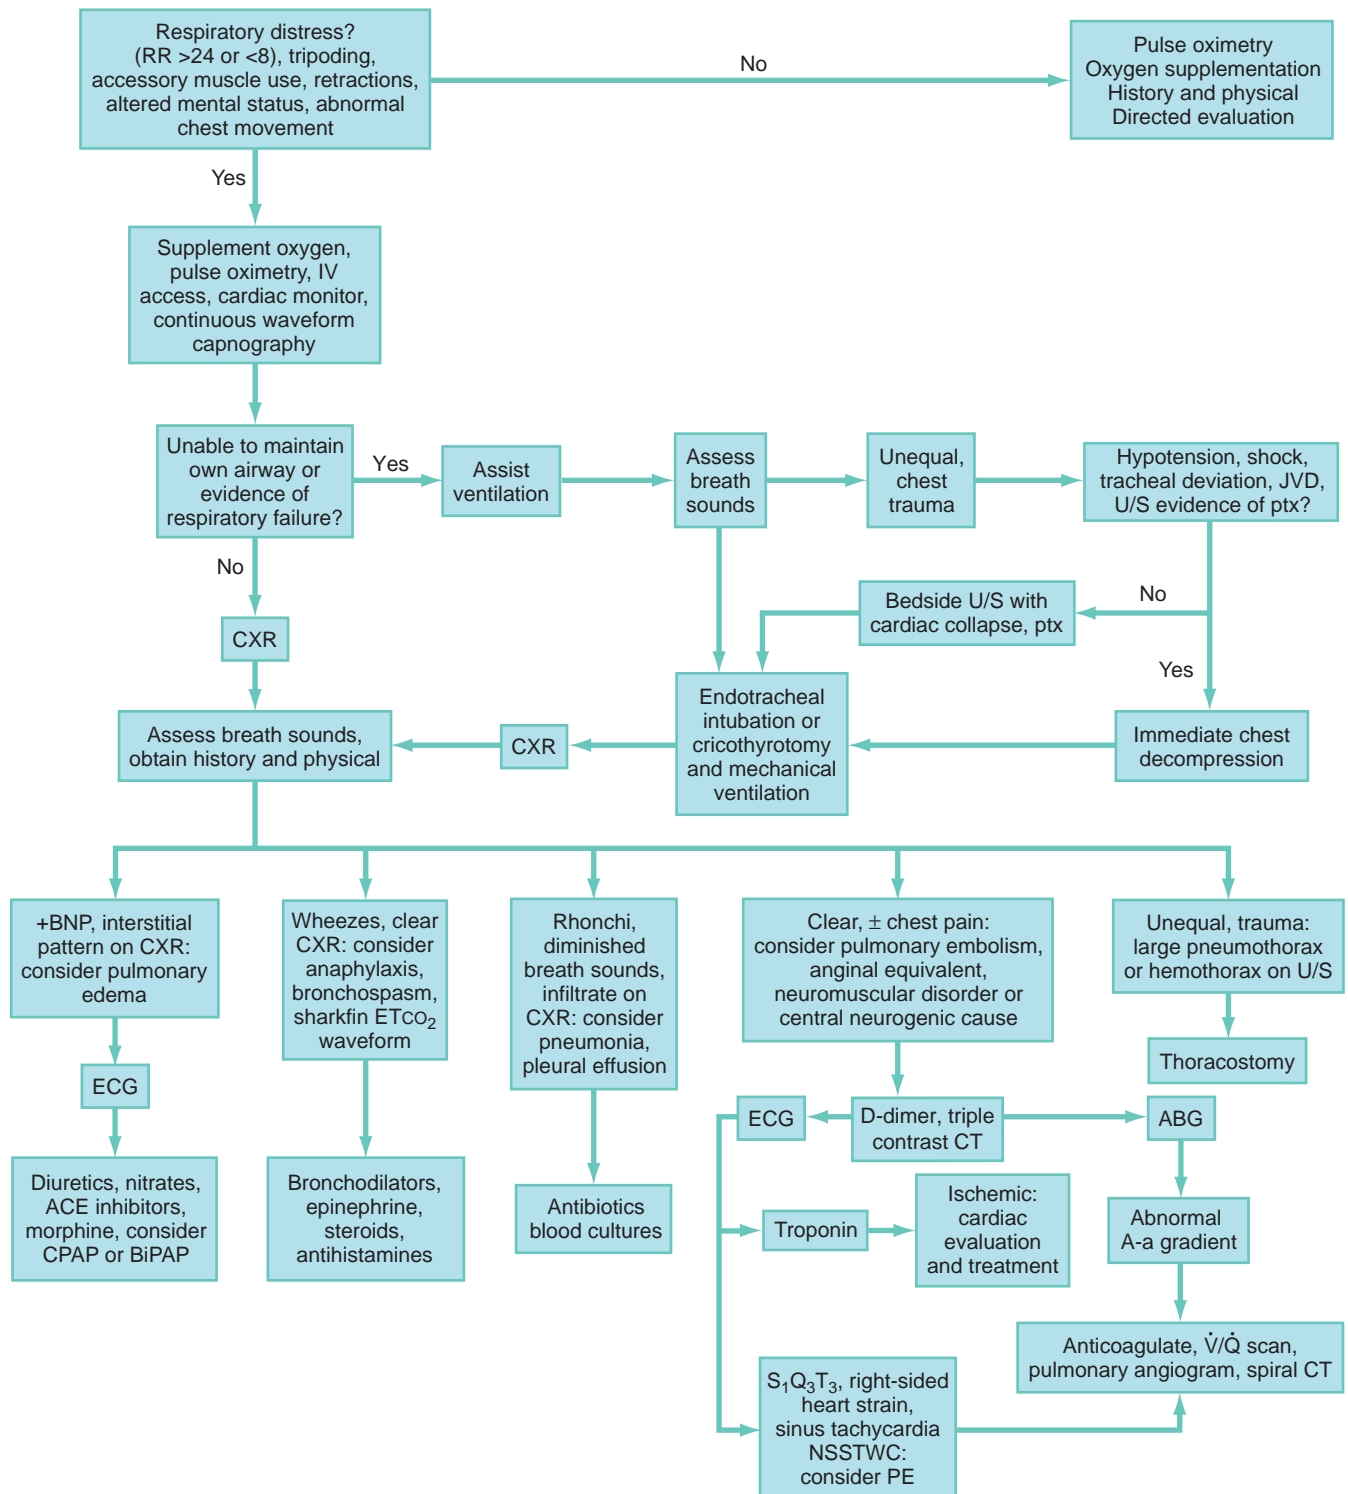 Respiratory distress?
(RR >24 or <8), tripoding,
accessory muscle use, retractions,
altered mental status, abnormal
chest movement
No
Pulse oximetry
Oxygen supplementation
History and physical
Directed evaluation
Yes
Supplement oxygen,
pulse oximetry, IV
access, cardiac monitor,
continuous waveform
capnography
Unable to maintain
own airway or
evidence of
respiratory failure?
Yes
Assist
ventilation
Assess
breath
sounds
Unequal,
chest
trauma
Hypotension, shock,
tracheal deviation, JVD,
U/S evidence of ptx?
No
CXR
Bedside U/S with
cardiac collapse, ptx
No
Yes
Assess breath sounds,
obtain history and physical
CXR
Endotracheal
intubation or
cricothyrotomy
and mechanical
ventilation
Immediate chest
decompression
+BNP, interstitial
pattern on CXR:
consider pulmonary
edema
ECG
Diuretics, nitrates,
ACE inhibitors,
morphine, consider
CPAP or BiPAP
Wheezes, clear
CXR: consider
anaphylaxis,
bronchospasm,
sharkfin ETCO₂
waveform
Bronchodilators,
epinephrine,
steroids,
antihistamines
Rhonchi,
diminished
breath sounds,
infiltrate on
CXR: consider
pneumonia,
pleural effusion
Antibiotics
blood cultures
Clear, ± chest pain:
consider pulmonary embolism,
anginal equivalent,
neuromuscular disorder or
central neurogenic cause
ECG
D-dimer, triple
contrast CT
ABG
Troponin
Ischemic:
cardiac
evaluation
and treatment
Abnormal
A-a gradient
S₁Q₃T₃, right-sided
heart strain,
sinus tachycardia
NSSTWC:
consider PE
Anticoagulate, V̇/Q̇ scan,
pulmonary angiogram, spiral CT
Unequal, trauma:
large pneumothorax
or hemothorax on U/S
Thoracostomy